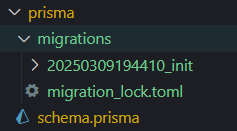 prisma
migrations
20250309194410_init
migration_lock.toml
schema.prisma